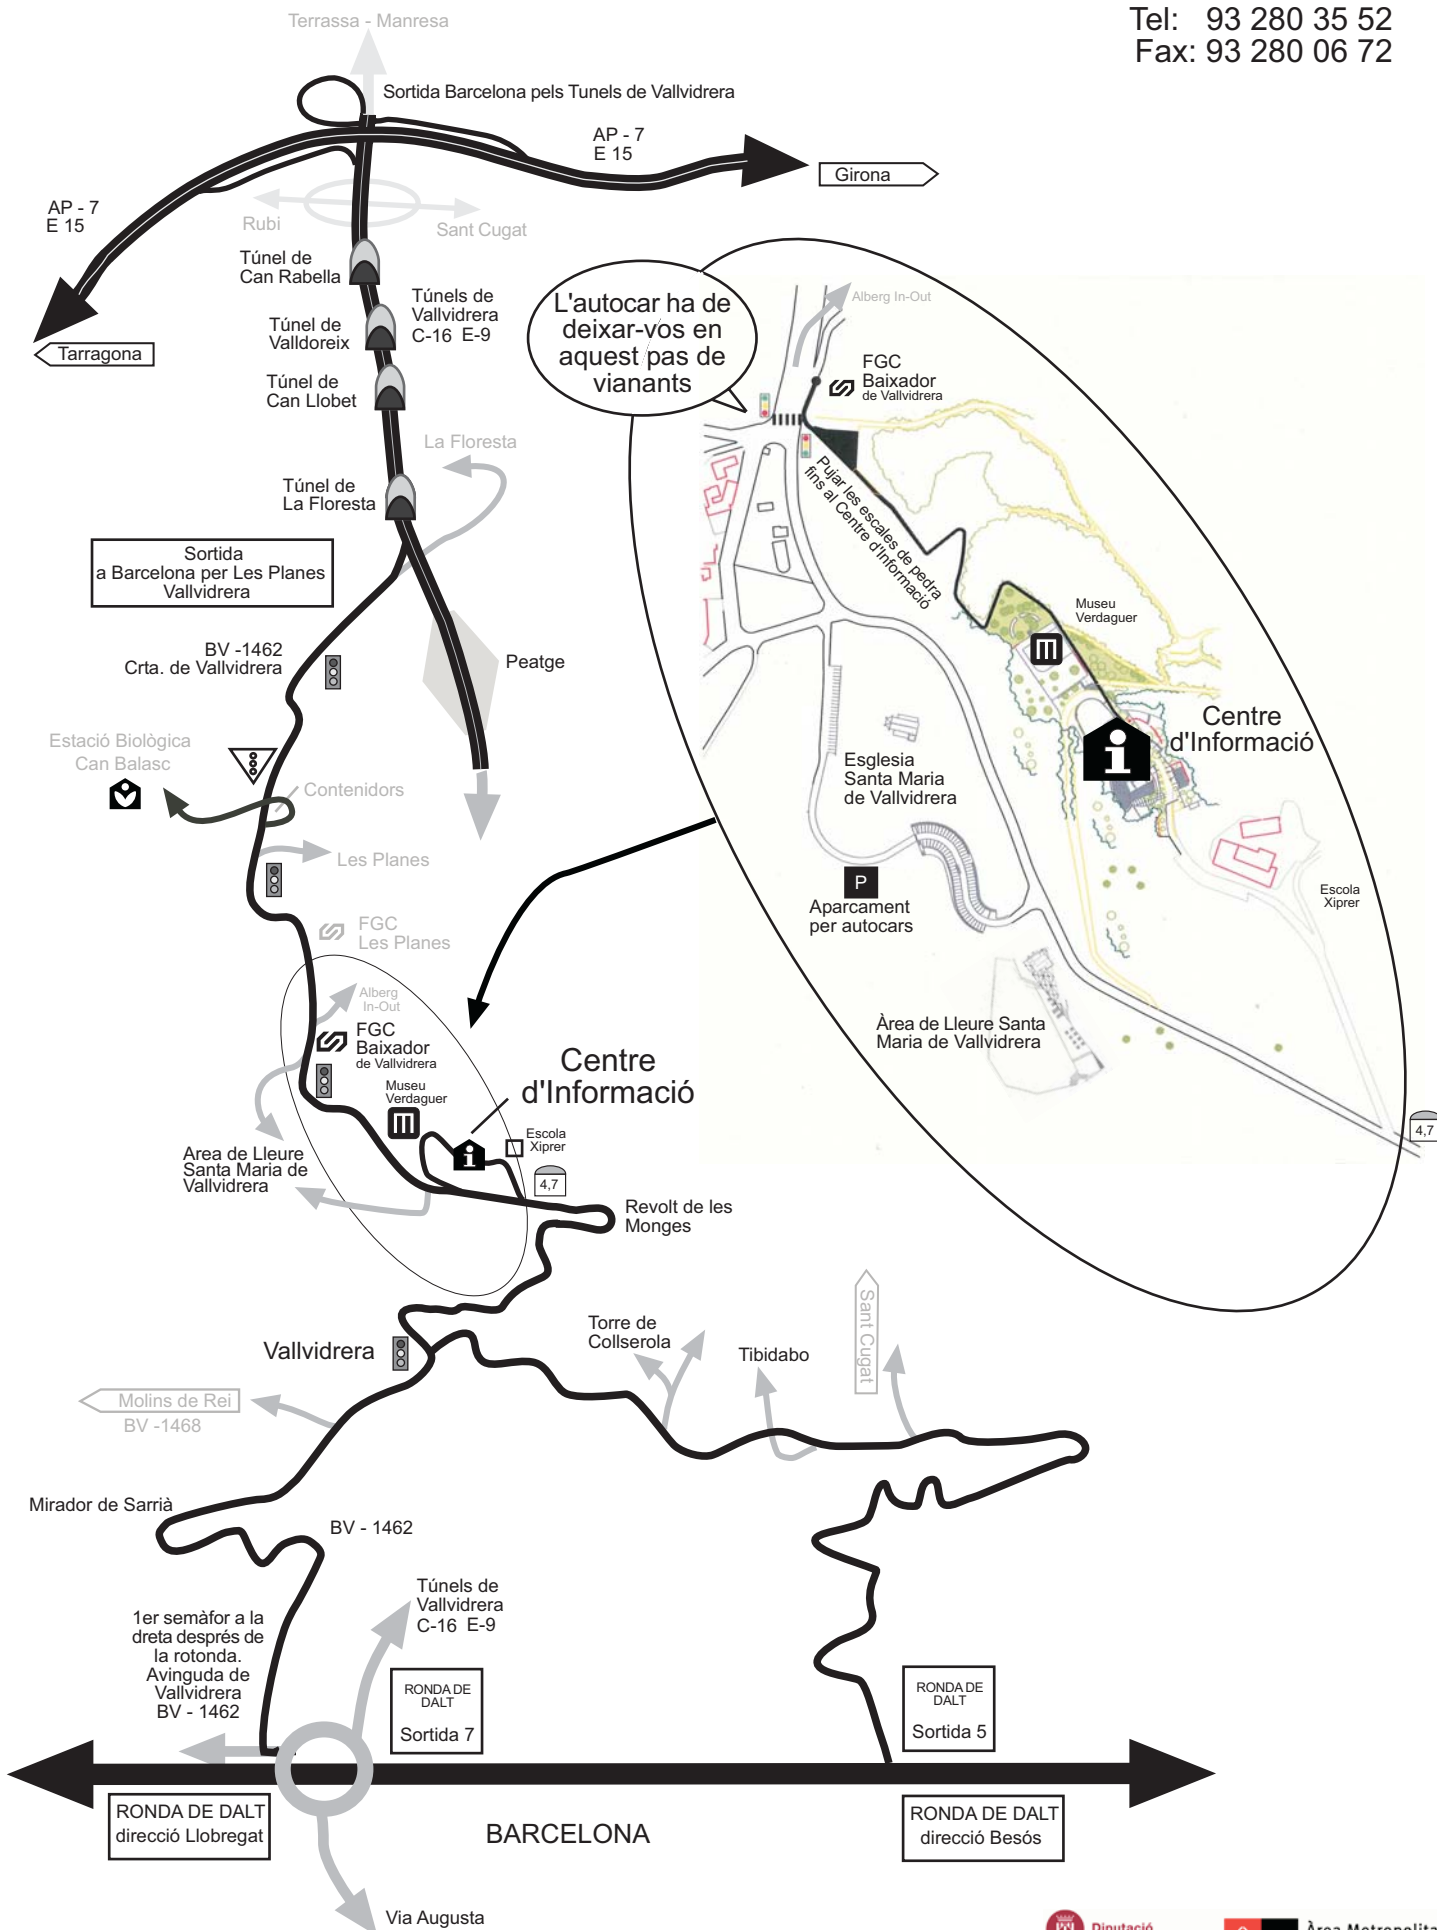 Tel: 93 280 35 52
Fax: 93 280 06 72
Terrassa - Manresa
Sortida Barcelona pels Tunels de Vallvidrera
AP - 7
E 15
Girona
AP - 7
E 15
Rubi
Sant Cugat
Tarragona
Túnel de
Can Rabella
Túnels de
Vallvidrera
C-16 E-9
Túnel de
Valldoreix
Túnel de
Can Llobet
La Floresta
Túnel de
La Floresta
Sortida
a Barcelona per Les Planes
Vallvidrera
BV -1462
Crta. de Vallvidrera
Peatge
Estació Biològica
Can Balasc
Contenidors
Les Planes
FGC
Les Planes
Alberg
In-Out
FGC
Baixador
de Vallvidrera
Museu
Verdaguer
Centre
d'Informació
Escola
Xiprer
4,7
Area de Lleure
Santa Maria de
Vallvidrera
Revolt de les
Monges
L'autocar ha de
deixar-vos en
aquest pas de
vianants
Alberg In-Out
FGC
Baixador
de Vallvidrera
Pujar les escales de pedra
fins al Centre d'Informació
Museu
Verdaguer
Centre
d'Informació
Esglesia
Santa Maria
de Vallvidrera
P
Aparcament
per autocars
Escola
Xiprer
Àrea de Lleure Santa
Maria de Vallvidrera
4,7
Vallvidrera
Torre de
Collserola
Tibidabo
Sant Cugat
Molins de Rei
BV -1468
Mirador de Sarrià
BV - 1462
Túnels de
Vallvidrera
C-16 E-9
1er semàfor a la
dreta després de
la rotonda.
Avinguda de
Vallvidrera
BV - 1462
RONDA DE
DALT
Sortida 7
RONDA DE
DALT
Sortida 5
RONDA DE DALT
direcció Llobregat
BARCELONA
RONDA DE DALT
direcció Besós
Via Augusta
Diputació
Àrea Metropolita